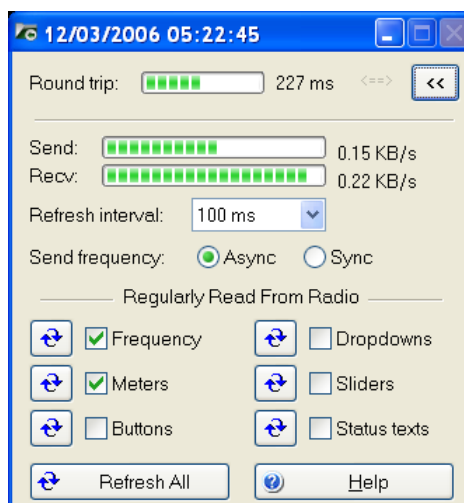 12/03/2006 05:22:45
Round trip: 227 ms <==> <<
Send: 0.15 KB/s
Recv: 0.22 KB/s
Refresh interval: 100 ms
Send frequency: Async Sync
Regularly Read From Radio
Frequency Dropdowns
Meters Sliders
Buttons Status texts
Refresh All Help